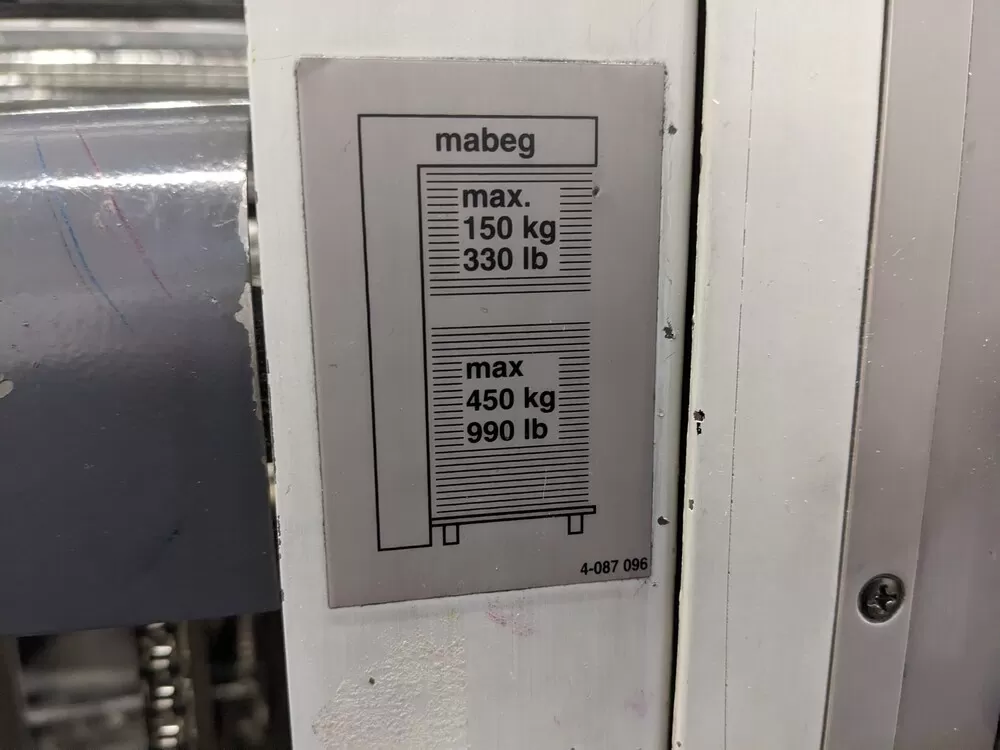 mabeg
max.
150 kg
330 lb
max
450 kg
990 lb
4-087 096